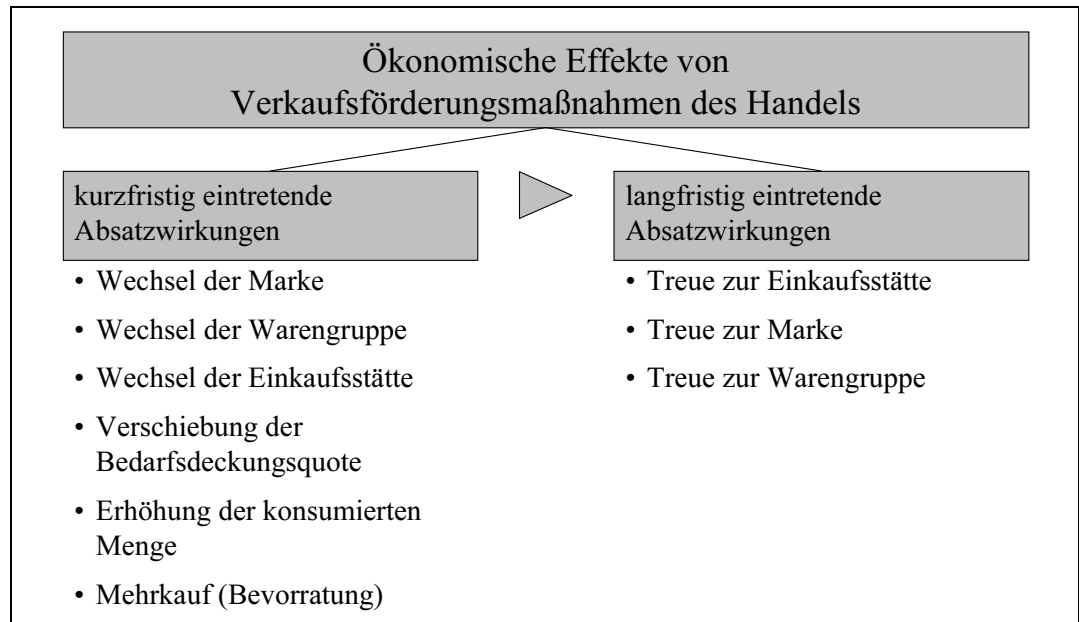 Ökonomische Effekte von
Verkaufsförderungsmaßnahmen des Handels
kurzfristig eintretende
Absatzwirkungen
• Wechsel der Marke
• Wechsel der Warengruppe
• Wechsel der Einkaufsstätte
• Verschiebung der
Bedarfsdeckungsquote
• Erhöhung der konsumierten
Menge
• Mehrkauf (Bevorratung)
langfristig eintretende
Absatzwirkungen
• Treue zur Einkaufsstätte
• Treue zur Marke
• Treue zur Warengruppe